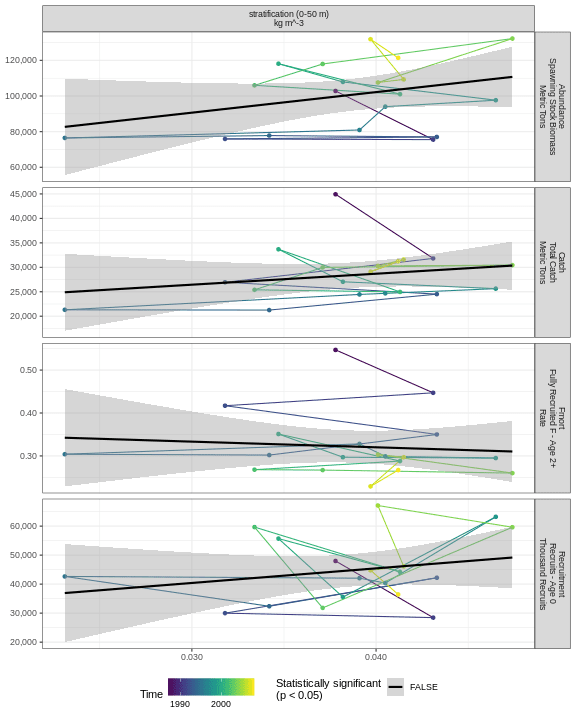 stratification (0-50 m)
kg m^-3
120,000
100,000
80,000
60,000
Abundance
Spawning Stock Biomass
Metric Tons
45,000
40,000
35,000
30,000
25,000
20,000
Catch
Total Catch
Metric Tons
0.50
0.40
0.30
Fmort
Fully Recruited F - Age 2+
Rate
60,000
50,000
40,000
30,000
20,000
Recruitment
Recruits - Age 0
Thousand Recruits
0.030
0.040
Time
1990
2000
Statistically significant
(p < 0.05)
FALSE